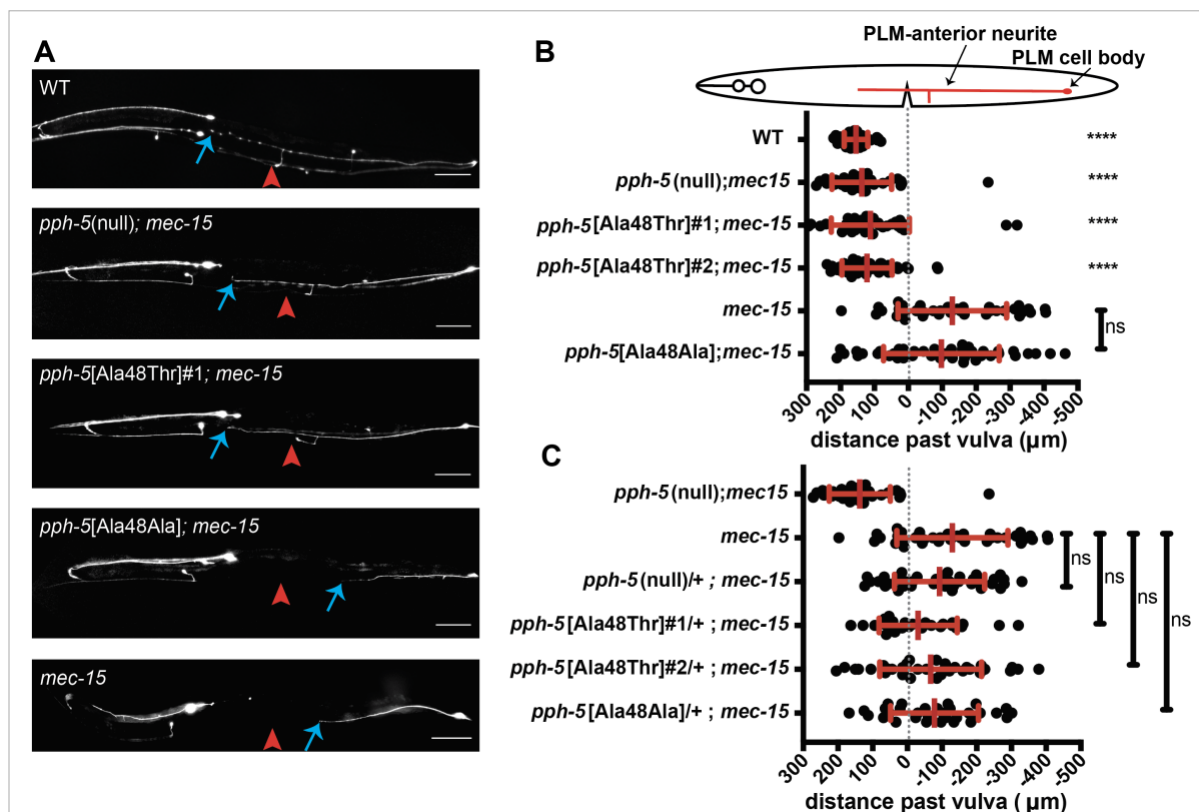 A
WT
pph-5(null); mec-15
pph-5[Ala48Thr]#1; mec-15
pph-5[Ala48Ala]; mec-15
mec-15
B
PLM-anterior neurite
PLM cell body
WT
****
pph-5(null);mec15
****
pph-5[Ala48Thr]#1; mec-15
****
pph-5[Ala48Thr]#2; mec-15
****
mec-15
ns
pph-5[Ala48Ala];mec-15
300 200 100 0 -100 -200 -300 -400 -500
distance past vulva (µm)
C
pph-5(null);mec15
mec-15
pph-5(null)/+ ; mec-15
ns
pph-5[Ala48Thr]#1/+ ; mec-15
ns
pph-5[Ala48Thr]#2/+ ; mec-15
ns
pph-5[Ala48Ala]/+ ; mec-15
ns
300 200 100 0 -100 -200 -300 -400 -500
distance past vulva ( µm)